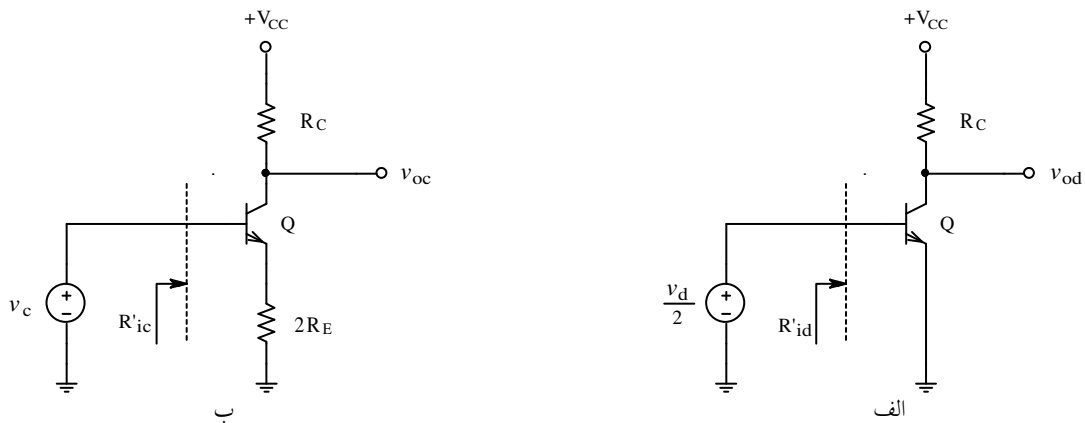 +VCC
RC
voc
Q
vc
+
−
R'ic
2RE
ب
+VCC
RC
vod
Q
vd
2
+
−
R'id
الف